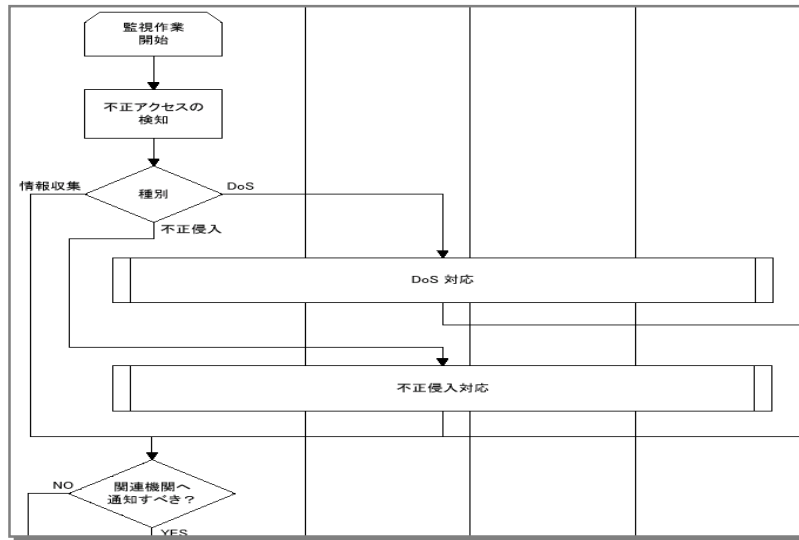 監視作業
開始
不正アクセスの
検知
情報収集
種別
DoS
不正侵入
DoS 対応
不正侵入対応
NO
関連機関へ
通知すべき？
YES